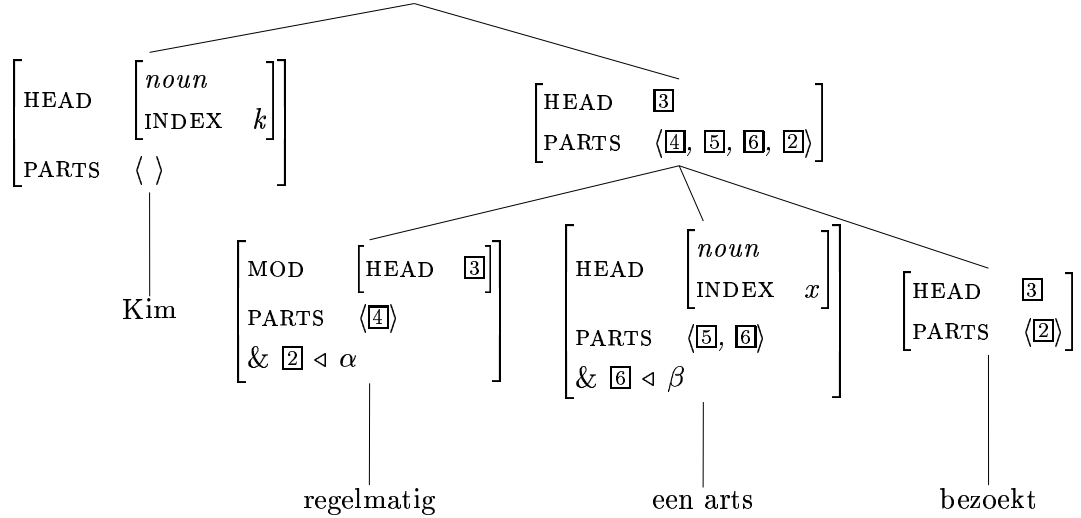 HEAD [noun INDEX k]
PARTS ⟨ ⟩
HEAD [3]
PARTS ⟨[4], [5], [6], [2]⟩
Kim
MOD [HEAD [3]]
PARTS ⟨[4]⟩
& [2] ◁ α
HEAD [noun INDEX x]
PARTS ⟨[5], [6]⟩
& [6] ◁ β
HEAD [3]
PARTS ⟨[2]⟩
regelmatig een arts bezoekt